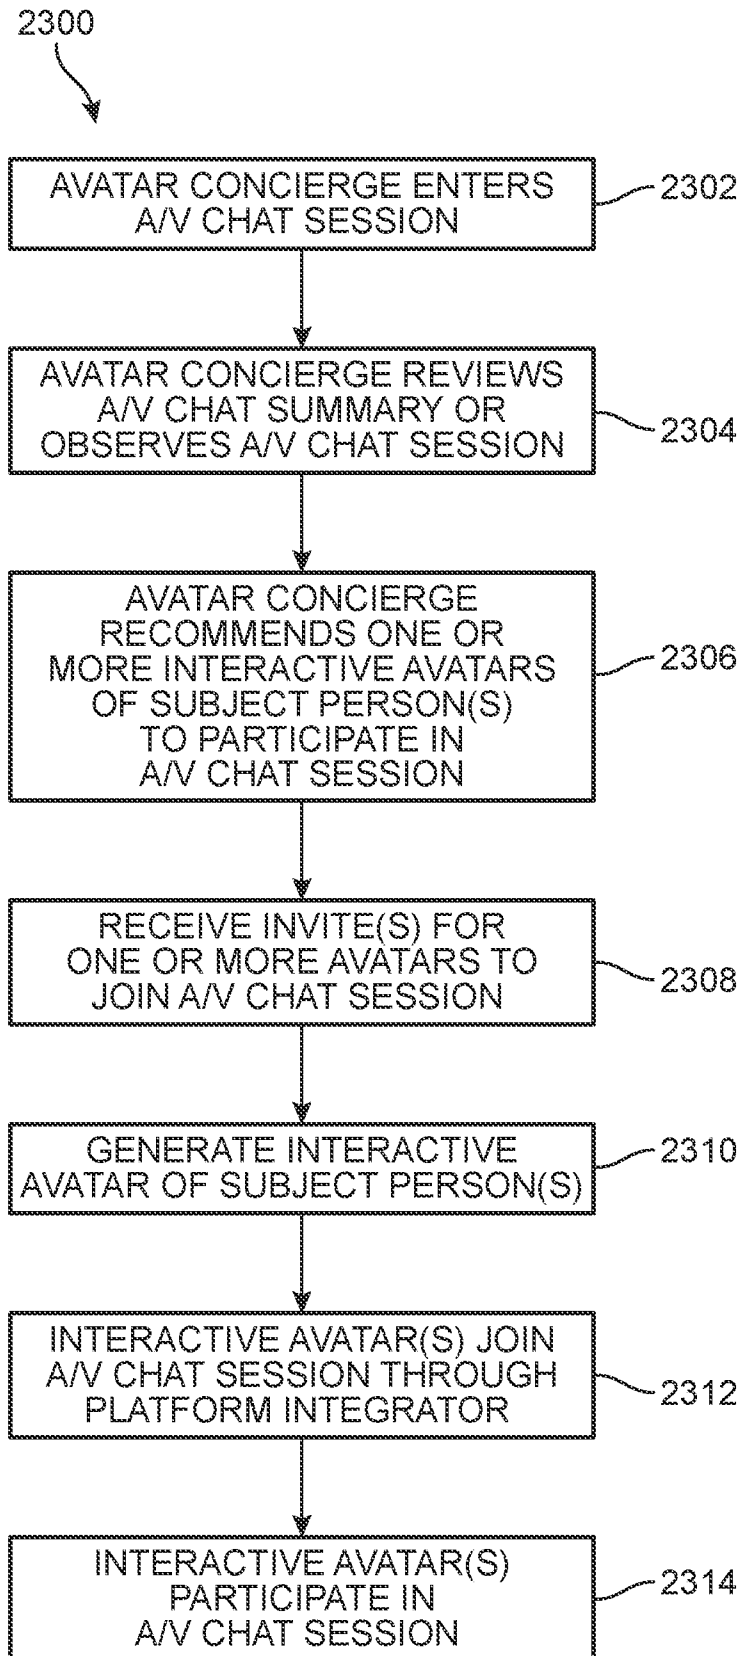 2300
AVATAR CONCIERGE ENTERS
A/V CHAT SESSION
2302
AVATAR CONCIERGE REVIEWS
A/V CHAT SUMMARY OR
OBSERVES A/V CHAT SESSION
2304
AVATAR CONCIERGE
RECOMMENDS ONE OR
MORE INTERACTIVE AVATARS
OF SUBJECT PERSON(S)
TO PARTICIPATE IN
A/V CHAT SESSION
2306
RECEIVE INVITE(S) FOR
ONE OR MORE AVATARS TO
JOIN A/V CHAT SESSION
2308
GENERATE INTERACTIVE
AVATAR OF SUBJECT PERSON(S)
2310
INTERACTIVE AVATAR(S) JOIN
A/V CHAT SESSION THROUGH
PLATFORM INTEGRATOR
2312
INTERACTIVE AVATAR(S)
PARTICIPATE IN
A/V CHAT SESSION
2314